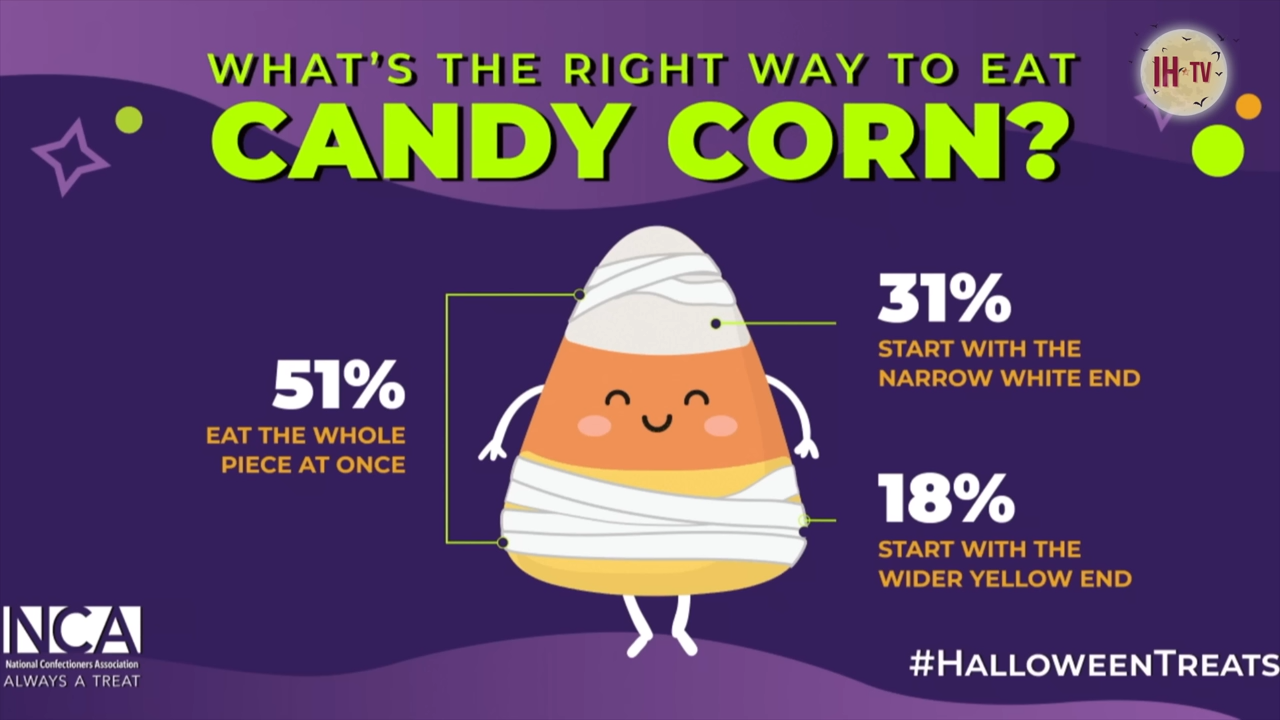 WHAT'S THE RIGHT WAY TO EAT
CANDY CORN?
IH TV
51%
EAT THE WHOLE
PIECE AT ONCE
31%
START WITH THE
NARROW WHITE END
18%
START WITH THE
WIDER YELLOW END
NCA
National Confectioners Association
ALWAYS A TREAT
#HALLOWEENTREATS